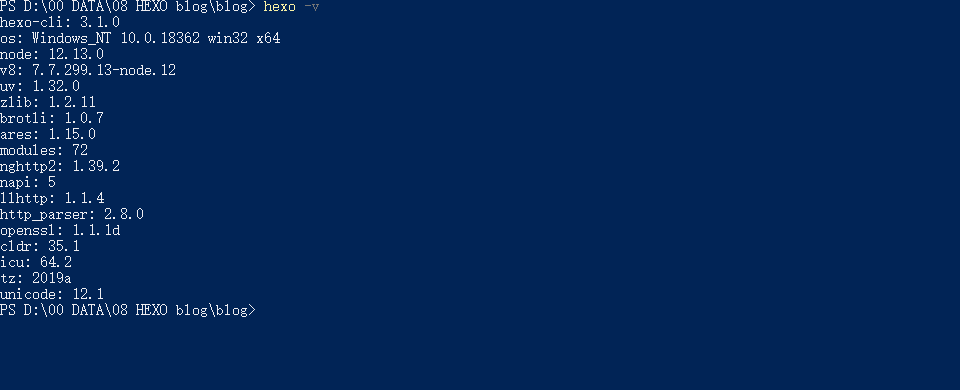 PS D:\00 DATA\08 HEXO blog\blog> hexo -v
hexo-cli: 3.1.0
os: Windows_NT 10.0.18362 win32 x64
node: 12.13.0
v8: 7.7.299.13-node.12
uv: 1.32.0
zlib: 1.2.11
brotli: 1.0.7
ares: 1.15.0
modules: 72
nghttp2: 1.39.2
napi: 5
llhttp: 1.1.4
http_parser: 2.8.0
openssl: 1.1.1d
cldr: 35.1
icu: 64.2
tz: 2019a
unicode: 12.1
PS D:\00 DATA\08 HEXO blog\blog>